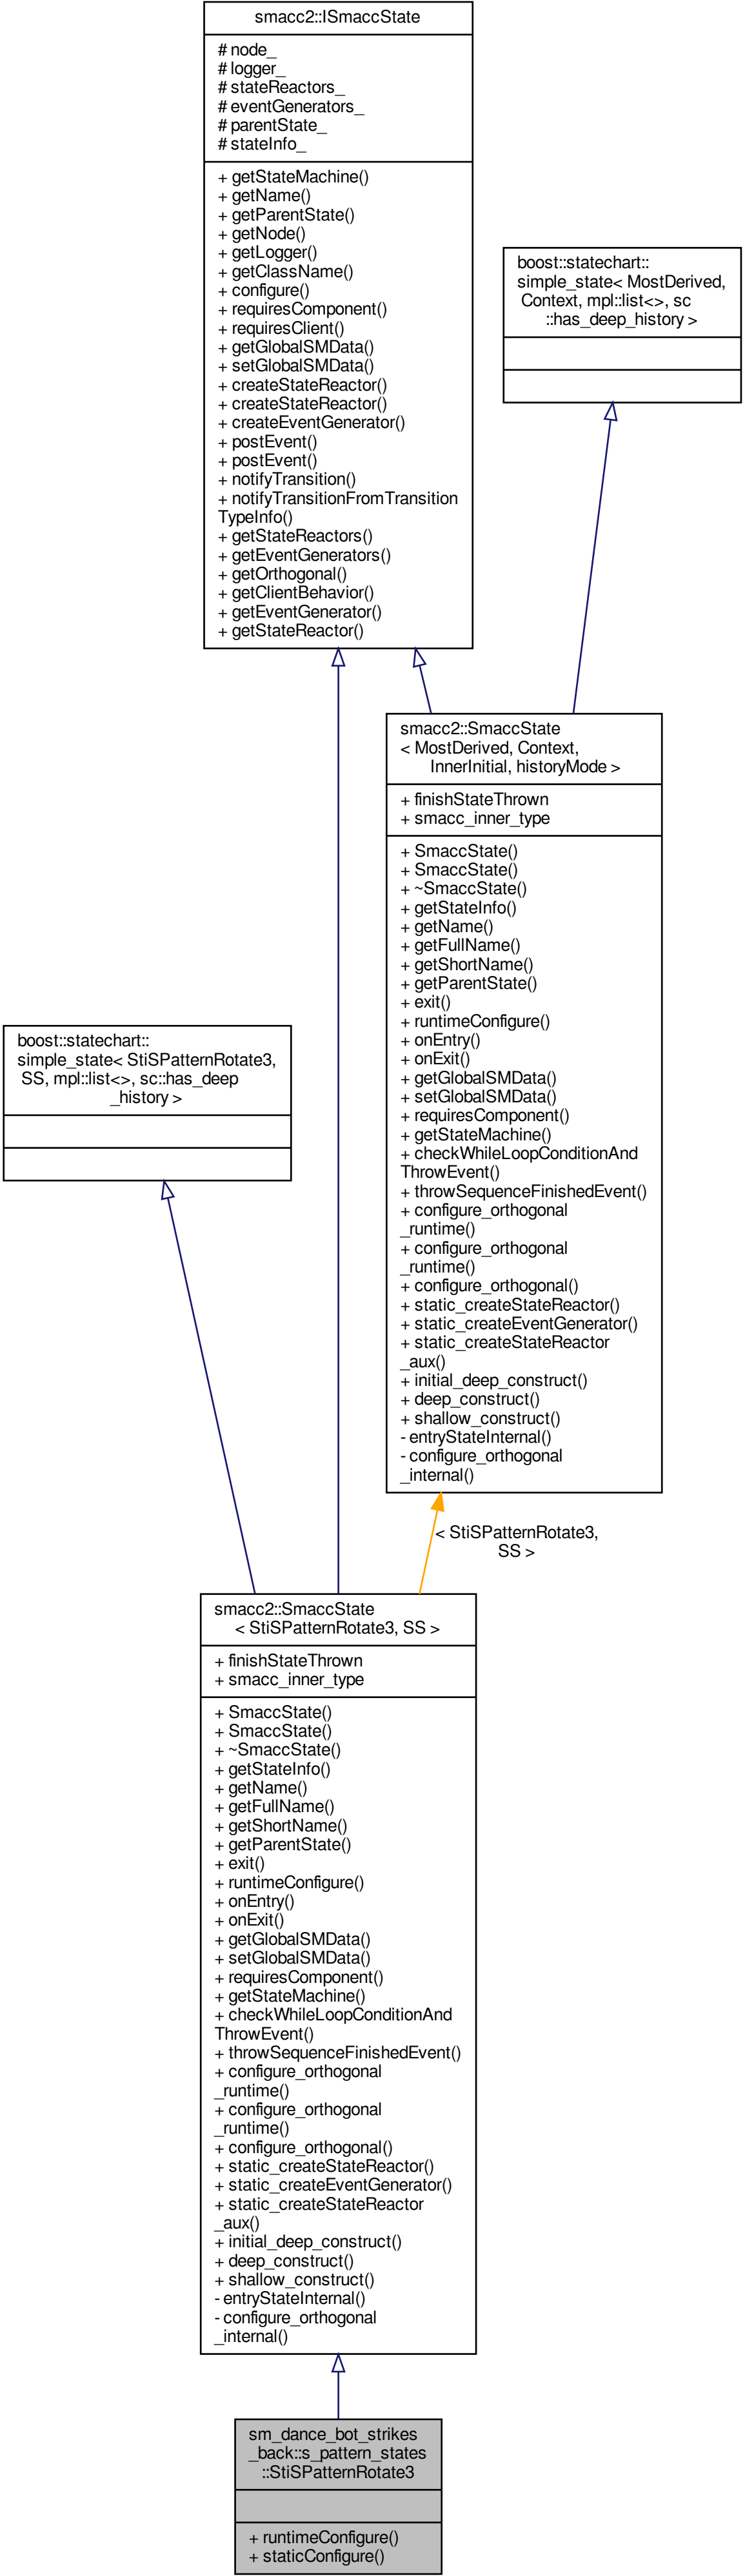 smacc2::ISmaccState
# node_
# logger_
# stateReactors_
# eventGenerators_
# parentState_
# stateInfo_
+ getStateMachine()
+ getName()
+ getParentState()
+ getNode()
+ getLogger()
+ getClassName()
+ configure()
+ requiresComponent()
+ requiresClient()
+ getGlobalSMData()
+ setGlobalSMData()
+ createStateReactor()
+ createStateReactor()
+ createEventGenerator()
+ postEvent()
+ postEvent()
+ notifyTransition()
+ notifyTransitionFromTransition
TypeInfo()
+ getStateReactors()
+ getEventGenerators()
+ getOrthogonal()
+ getClientBehavior()
+ getEventGenerator()
+ getStateReactor()
boost::statechart::
simple_state< MostDerived,
Context, mpl::list<>, sc
::has_deep_history >
smacc2::SmaccState
< MostDerived, Context,
InnerInitial, historyMode >
+ finishStateThrown
+ smacc_inner_type
+ SmaccState()
+ SmaccState()
+ ~SmaccState()
+ getStateInfo()
+ getName()
+ getFullName()
+ getShortName()
+ getParentState()
+ exit()
+ runtimeConfigure()
+ onEntry()
+ onExit()
+ getGlobalSMData()
+ setGlobalSMData()
+ requiresComponent()
+ getStateMachine()
+ checkWhileLoopConditionAnd
ThrowEvent()
+ throwSequenceFinishedEvent()
+ configure_orthogonal
_runtime()
+ configure_orthogonal
_runtime()
+ configure_orthogonal()
+ static_createStateReactor()
+ static_createEventGenerator()
+ static_createStateReactor
_aux()
+ initial_deep_construct()
+ deep_construct()
+ shallow_construct()
- entryStateInternal()
- configure_orthogonal
_internal()
boost::statechart::
simple_state< StiSPatternRotate3,
SS, mpl::list<>, sc::has_deep
_history >
< StiSPatternRotate3,
SS >
smacc2::SmaccState
< StiSPatternRotate3, SS >
+ finishStateThrown
+ smacc_inner_type
+ SmaccState()
+ SmaccState()
+ ~SmaccState()
+ getStateInfo()
+ getName()
+ getFullName()
+ getShortName()
+ getParentState()
+ exit()
+ runtimeConfigure()
+ onEntry()
+ onExit()
+ getGlobalSMData()
+ setGlobalSMData()
+ requiresComponent()
+ getStateMachine()
+ checkWhileLoopConditionAnd
ThrowEvent()
+ throwSequenceFinishedEvent()
+ configure_orthogonal
_runtime()
+ configure_orthogonal
_runtime()
+ configure_orthogonal()
+ static_createStateReactor()
+ static_createEventGenerator()
+ static_createStateReactor
_aux()
+ initial_deep_construct()
+ deep_construct()
+ shallow_construct()
- entryStateInternal()
- configure_orthogonal
_internal()
sm_dance_bot_strikes
_back::s_pattern_states
::StiSPatternRotate3
+ runtimeConfigure()
+ staticConfigure()